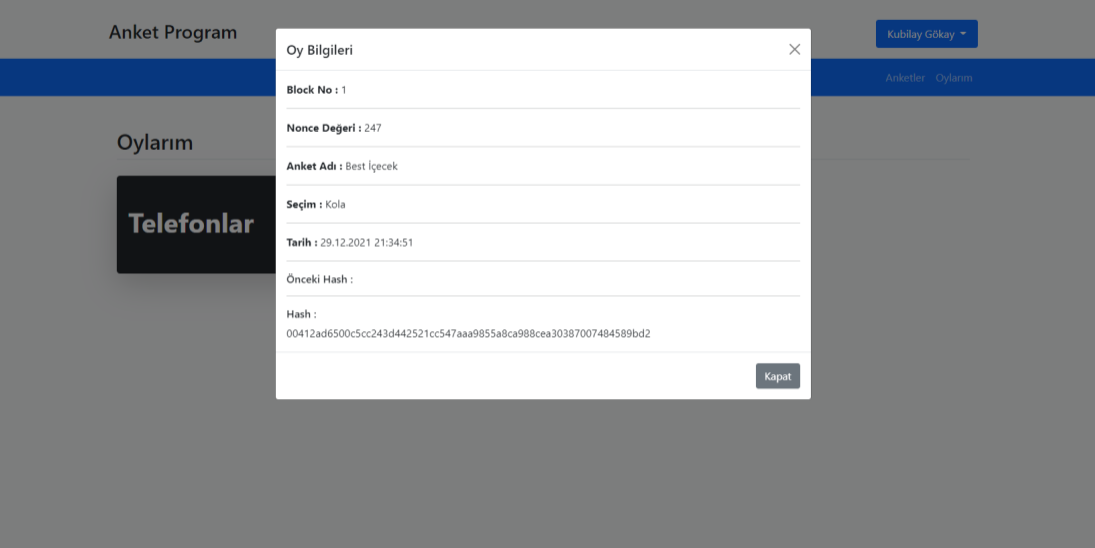 Anket Program
Kubilay Gökay
Anketler Oylarım
Oylarım
Telefonlar
Oy Bilgileri
Block No : 1
Nonce Değeri : 247
Anket Adı : Best İçecek
Seçim : Kola
Tarih : 29.12.2021 21:34:51
Önceki Hash :
Hash :
00412ad6500c5cc243d442521cc547aaa9855a8ca988cea30387007484589bd2
Kapat